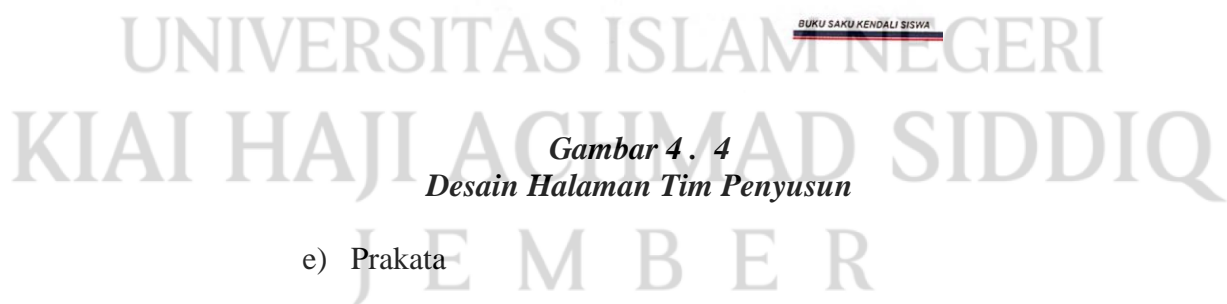 BUKU SAKU KENDALI SISWA
UNIVERSITAS ISLAM NEGERI
KIAI HAJI ACHMAD SIDDIQ
Gambar 4 . 4
Desain Halaman Tim Penyusun
J E M B E R
e) Prakata